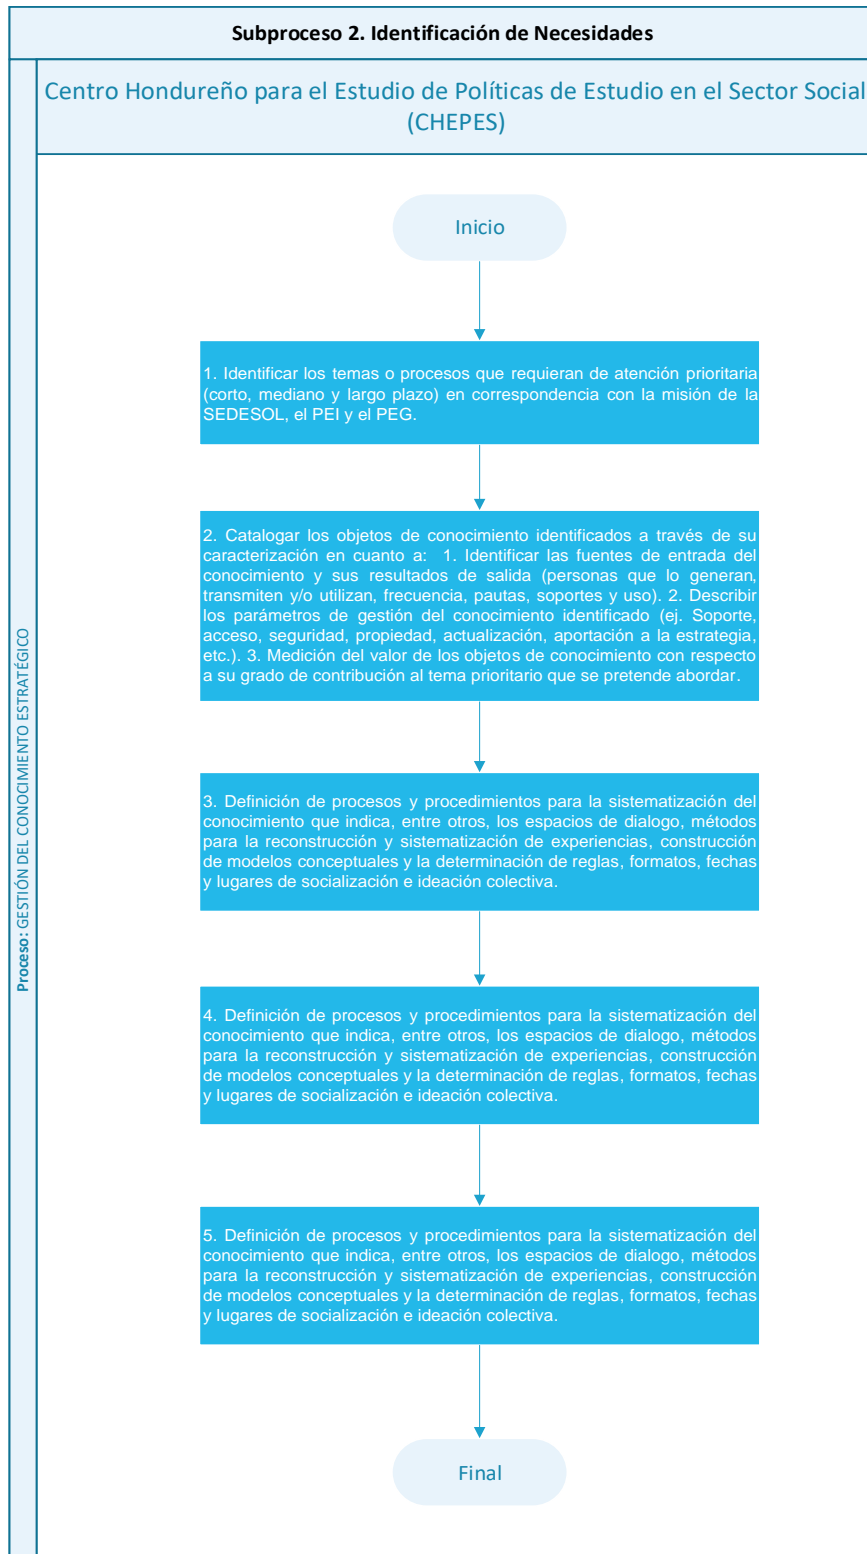 Subproceso 2. Identificación de Necesidades
Centro Hondureño para el Estudio de Políticas de Estudio en el Sector Social
(CHEPES)
Proceso: GESTIÓN DEL CONOCIMIENTO ESTRATÉGICO
Inicio
1. Identificar los temas o procesos que requieran de atención prioritaria
(corto, mediano y largo plazo) en correspondencia con la misión de la
SEDESOL, el PEI y el PEG.
2. Catalogar los objetos de conocimiento identificados a través de su
caracterización en cuanto a: 1. Identificar las fuentes de entrada del
conocimiento y sus resultados de salida (personas que lo generan,
transmiten y/o utilizan, frecuencia, pautas, soportes y uso). 2. Describir
los parámetros de gestión del conocimiento identificado (ej. Soporte,
acceso, seguridad, propiedad, actualización, aportación a la estrategia,
etc.). 3. Medición del valor de los objetos de conocimiento con respecto
a su grado de contribución al tema prioritario que se pretende abordar.
3. Definición de procesos y procedimientos para la sistematización del
conocimiento que indica, entre otros, los espacios de dialogo, métodos
para la reconstrucción y sistematización de experiencias, construcción
de modelos conceptuales y la determinación de reglas, formatos, fechas
y lugares de socialización e ideación colectiva.
4. Definición de procesos y procedimientos para la sistematización del
conocimiento que indica, entre otros, los espacios de dialogo, métodos
para la reconstrucción y sistematización de experiencias, construcción
de modelos conceptuales y la determinación de reglas, formatos, fechas
y lugares de socialización e ideación colectiva.
5. Definición de procesos y procedimientos para la sistematización del
conocimiento que indica, entre otros, los espacios de dialogo, métodos
para la reconstrucción y sistematización de experiencias, construcción
de modelos conceptuales y la determinación de reglas, formatos, fechas
y lugares de socialización e ideación colectiva.
Final